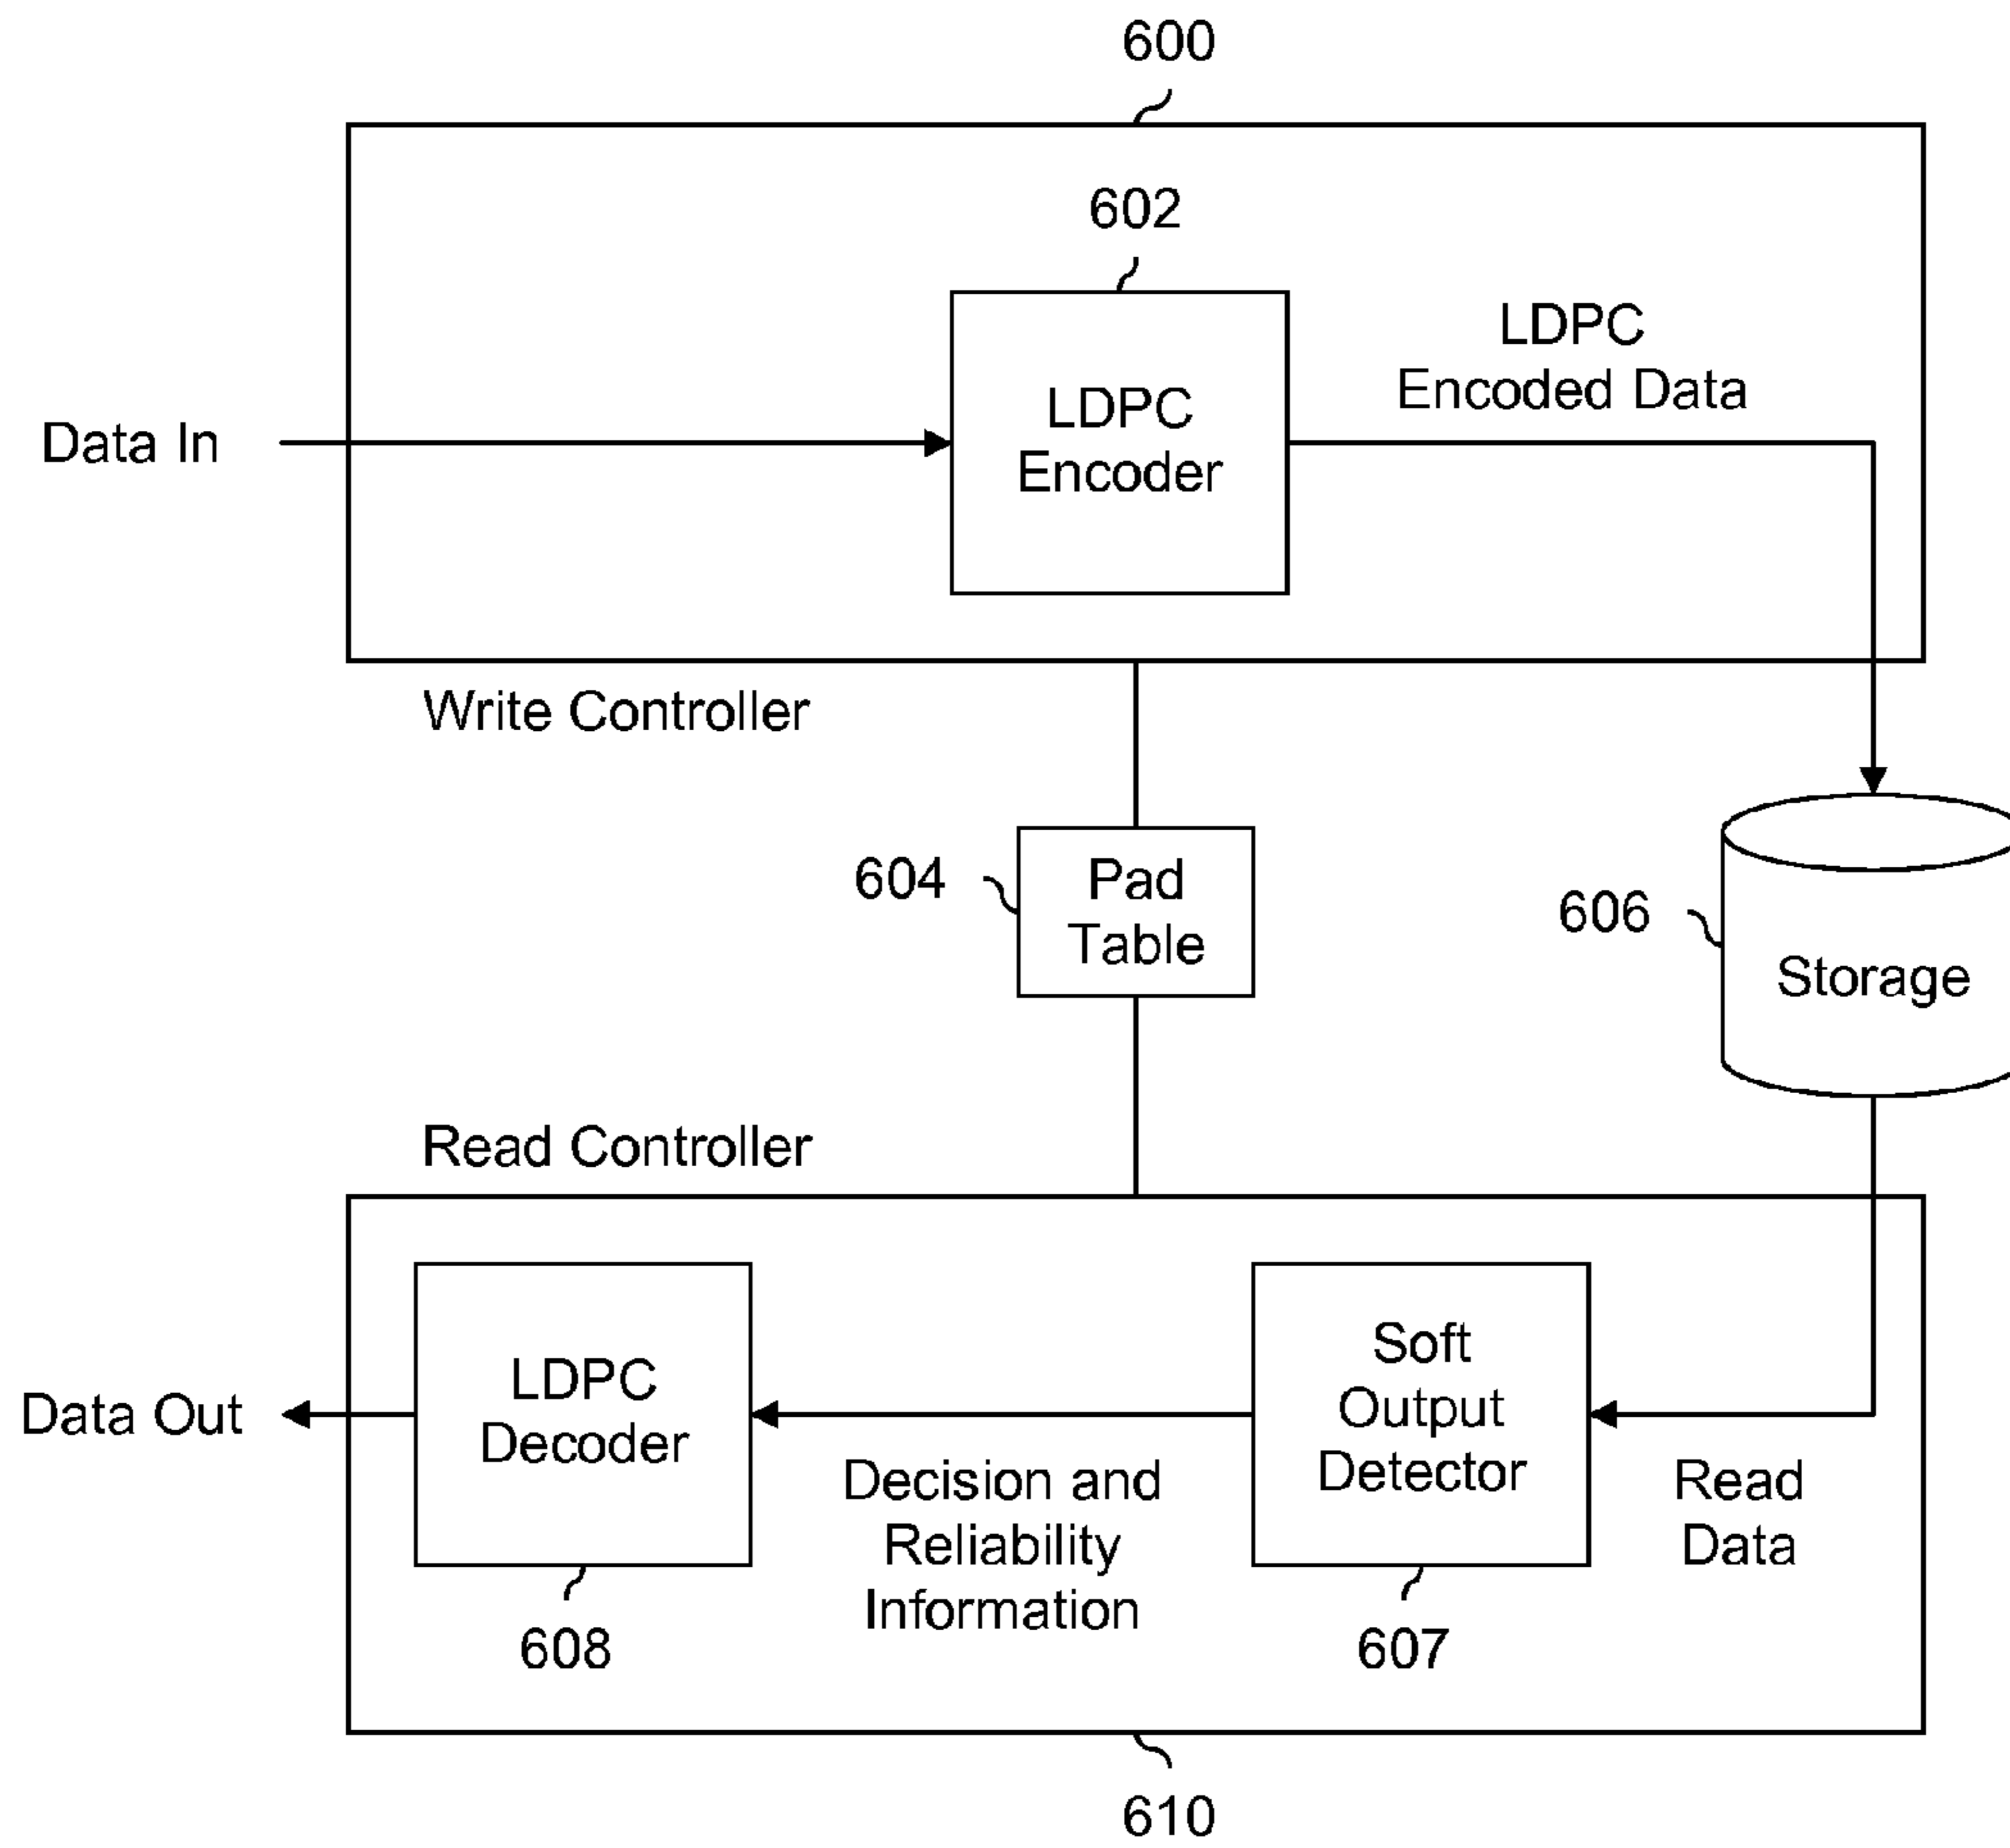 600
602
LDPC
Encoded Data
LDPC
Encoder
Data In
Write Controller
604
Pad
Table
606
Storage
Read Controller
Data Out
LDPC
Decoder
Decision and
Reliability
Information
Soft
Output
Detector
Read
Data
608
607
610